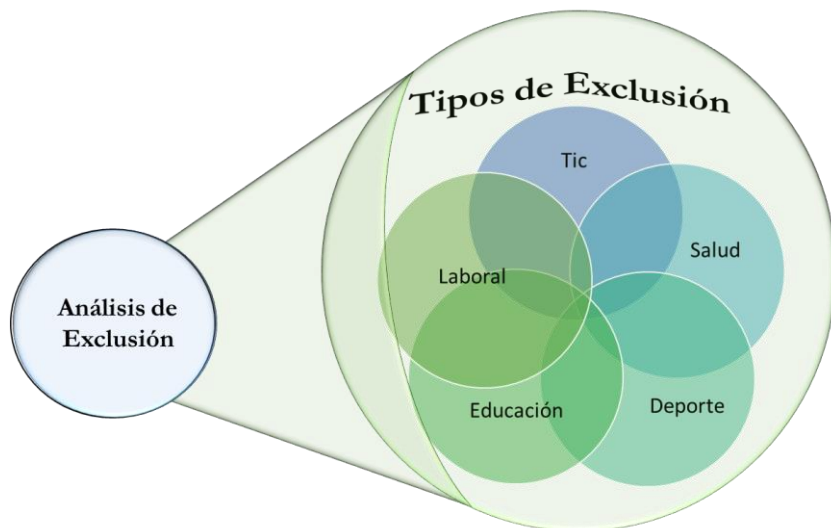 Tipos de Exclusión
Tic
Salud
Laboral
Análisis de
Exclusión
Educación
Deporte